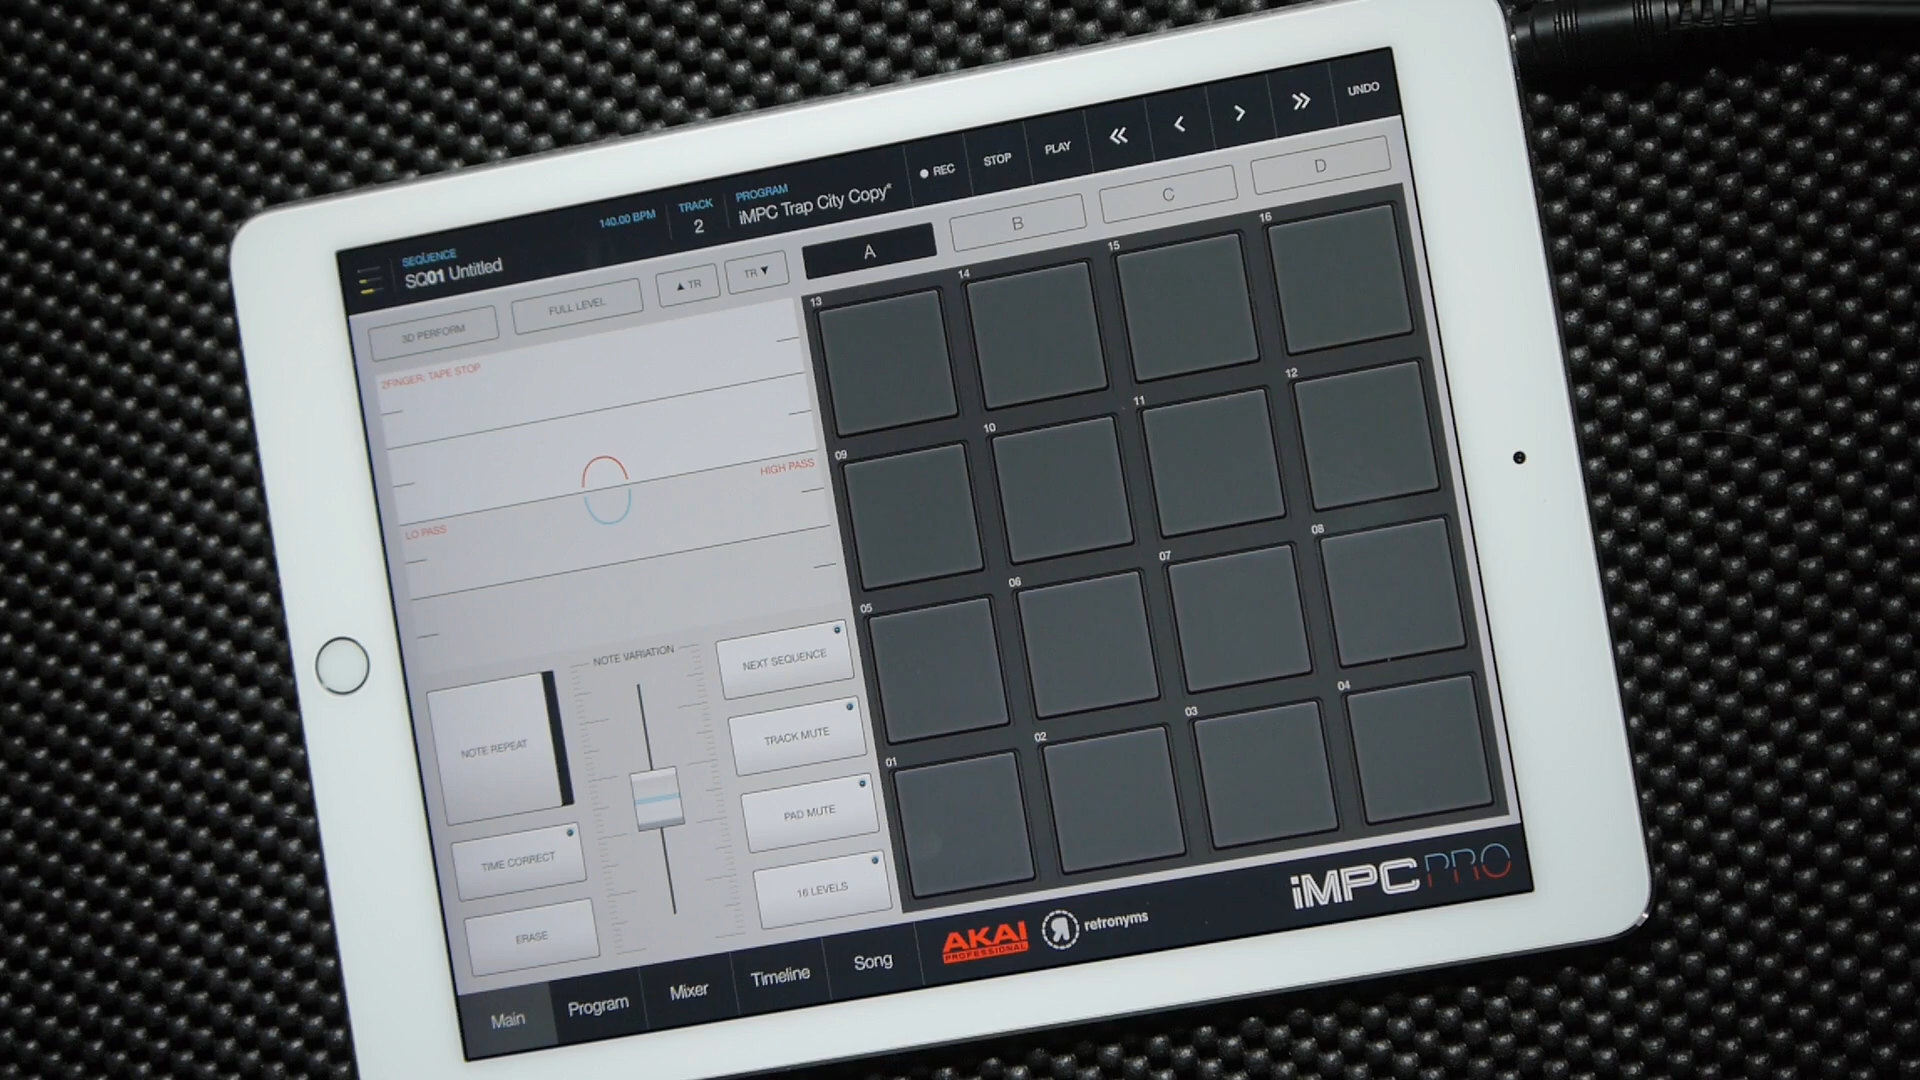 SEQUENCE
SQ01 Untitled
140.00 BPM
TRACK
2
PROGRAM
iMPC Trap City Copy*
REC
STOP
PLAY
UNDO
3D PERFORM
FULL LEVEL
▲ TR
TR ▼
A
B
C
D
2FINGER: TAPE STOP
HIGH PASS
LO PASS
13
14
15
16
09
10
11
12
05
06
07
08
01
02
03
04
NOTE REPEAT
NOTE VARIATION
NEXT SEQUENCE
TRACK MUTE
PAD MUTE
16 LEVELS
TIME CORRECT
ERASE
Main
Program
Mixer
Timeline
Song
AKAI
PROFESSIONAL
retronyms
iMPC PRO